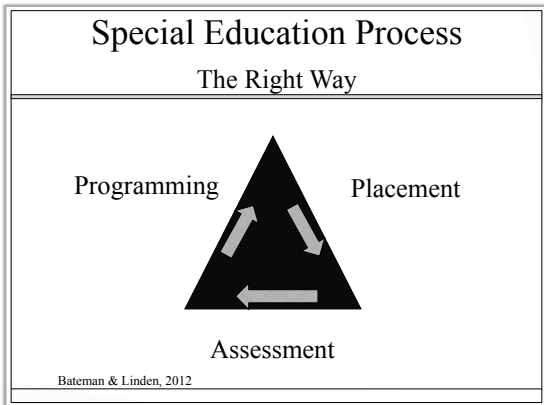 Special Education Process
The Right Way
Programming
Placement
Assessment
Bateman & Linden, 2012